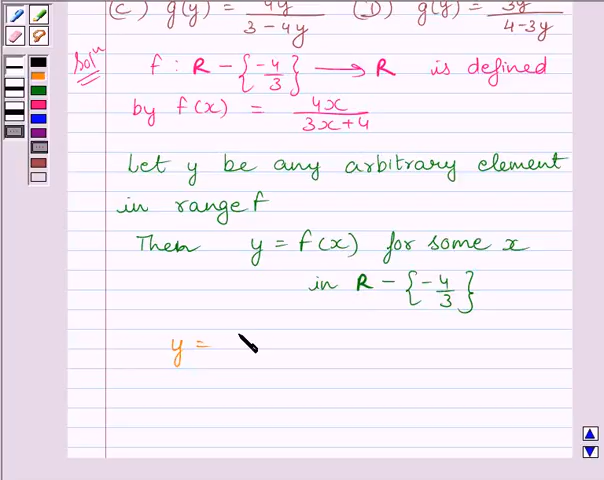 (C) g(y) = 4y / 3 - 4y (D) g(y) = 3y / 4 - 3y
Solⁿ f : R - {-4/3} ⟶ R is defined
by f(x) = 4x / 3x + 4
Let y be any arbitrary element
in range f
Then y = f(x) for some x
in R - {-4/3}
y =